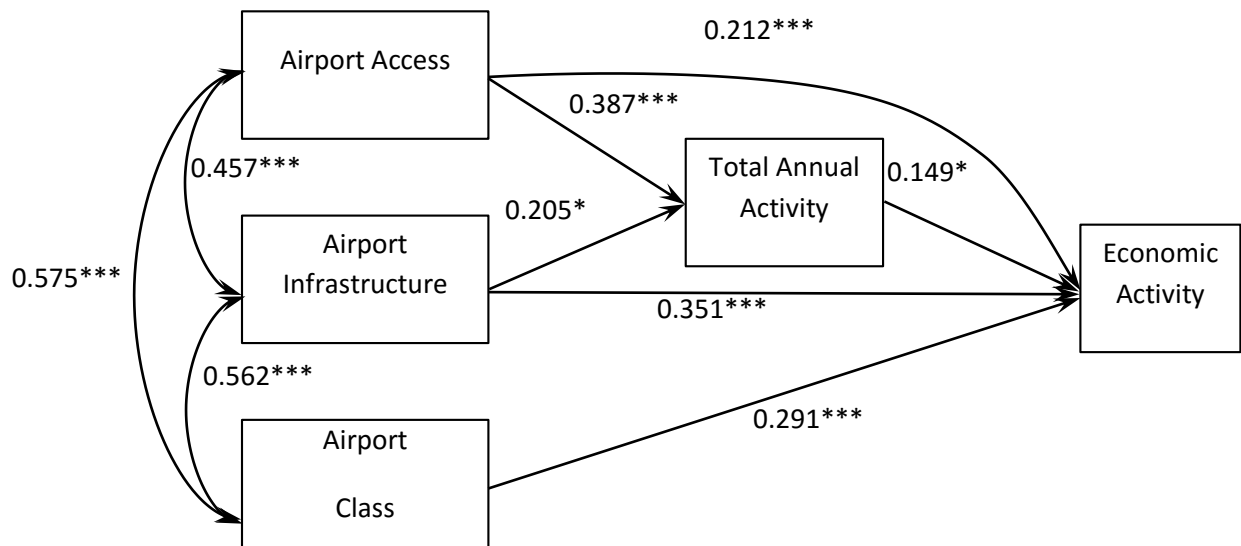 0.212***
Airport Access
0.387***
0.457***
Total Annual
Activity
0.149*
0.205*
Airport
Infrastructure
Economic
Activity
0.575***
0.351***
0.562***
0.291***
Airport
Class